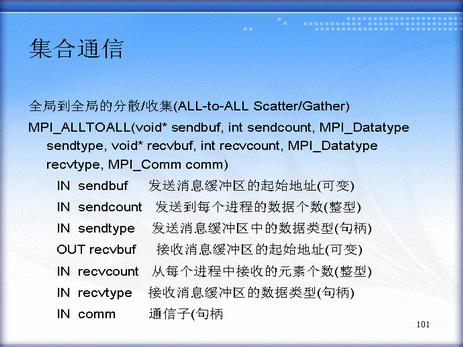 集合通信
全局到全局的分散/收集(ALL-to-ALL Scatter/Gather)
MPI_ALLTOALL(void* sendbuf, int sendcount, MPI_Datatype
sendtype, void* recvbuf, int recvcount, MPI_Datatype
recvtype, MPI_Comm comm)
IN sendbuf 发送消息缓冲区的起始地址(可变)
IN sendcount 发送到每个进程的数据个数(整型)
IN sendtype 发送消息缓冲区中的数据类型(句柄)
OUT recvbuf 接收消息缓冲区的起始地址(可变)
IN recvcount 从每个进程中接收的元素个数(整型)
IN recvtype 接收消息缓冲区的数据类型(句柄)
IN comm 通信子(句柄
101